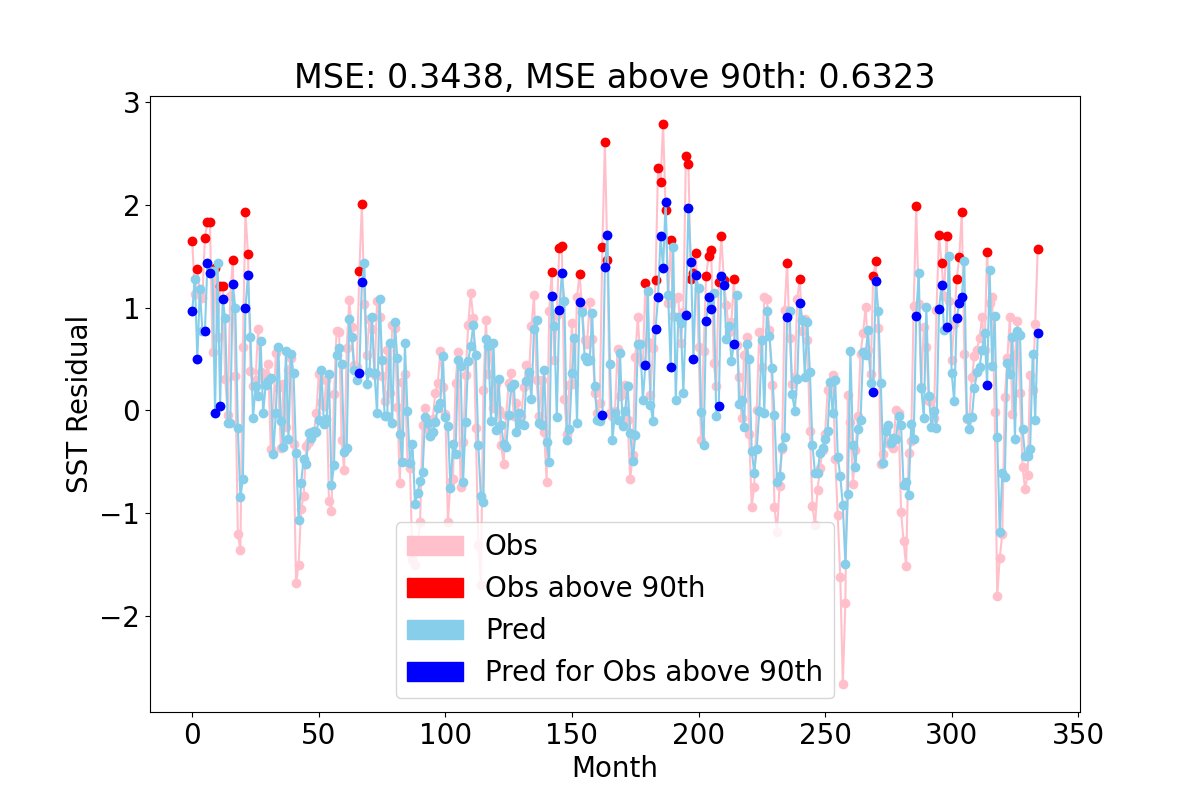 MSE: 0.3438, MSE above 90th: 0.6323
3
2
1
0
−1
−2
SST Residual
Obs
Obs above 90th
Pred
Pred for Obs above 90th
0 50 100 150 200 250 300 350
Month